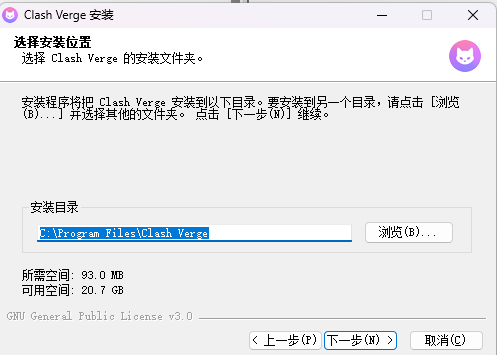 Clash Verge 安装
选择安装位置
选择 Clash Verge 的安装文件夹。
安装程序将把 Clash Verge 安装到以下目录。要安装到另一个目录，请点击 [浏览
(B)...] 并选择其他的文件夹。 点击 [下一步(N)] 继续。
安装目录
C:\Program Files\Clash Verge
浏览(B)...
所需空间: 93.0 MB
可用空间: 20.7 GB
GNU General Public License v3.0
< 上一步(P)
下一步(N) >
取消(C)